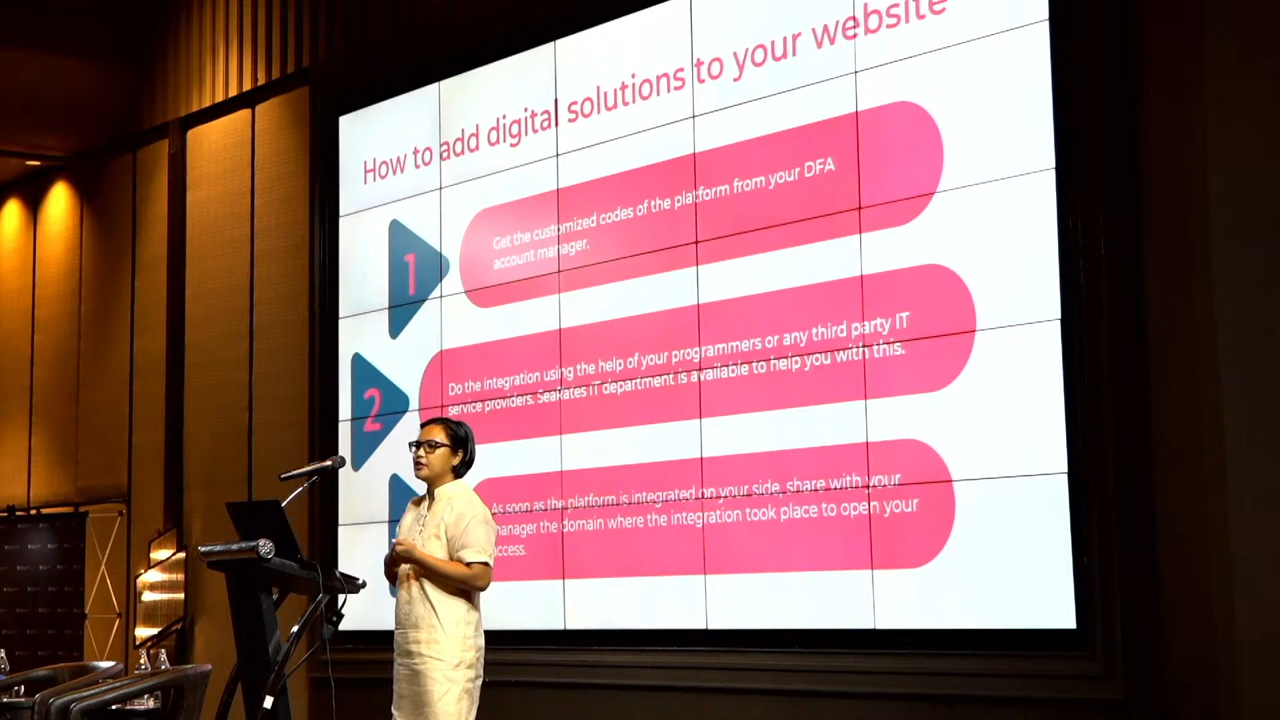 How to add digital solutions to your website
1
Get the customized codes of the platform from your DFA
account manager.
2
Do the integration using the help of your programmers or any third party IT
service providers. SeaRates IT department is available to help you with this.
As soon as the platform is integrated on your side, share with your
manager the domain where the integration took place to open your
access.